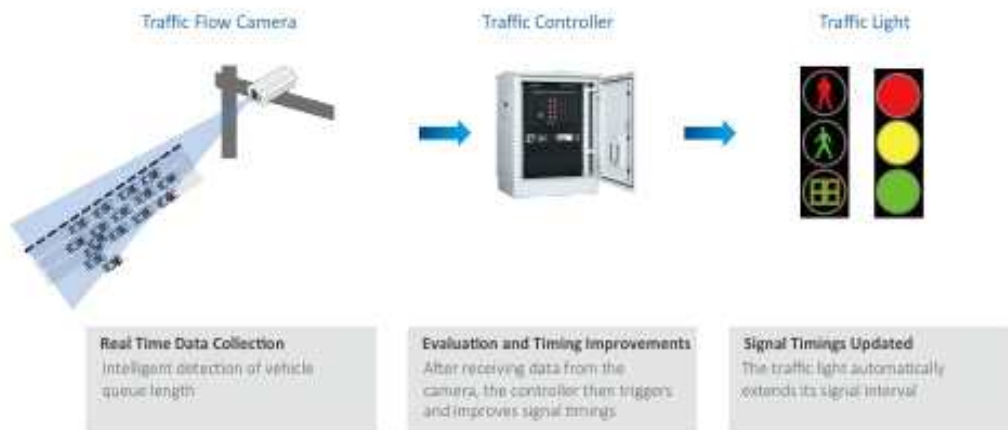 Traffic Flow Camera
Traffic Controller
Traffic Light
Real Time Data Collection
Intelligent detection of vehicle
queue length
Evaluation and Timing Improvements
After receiving data from the
camera, the controller then triggers
and improves signal timings
Signal Timings Updated
The traffic light automatically
extends its signal interval